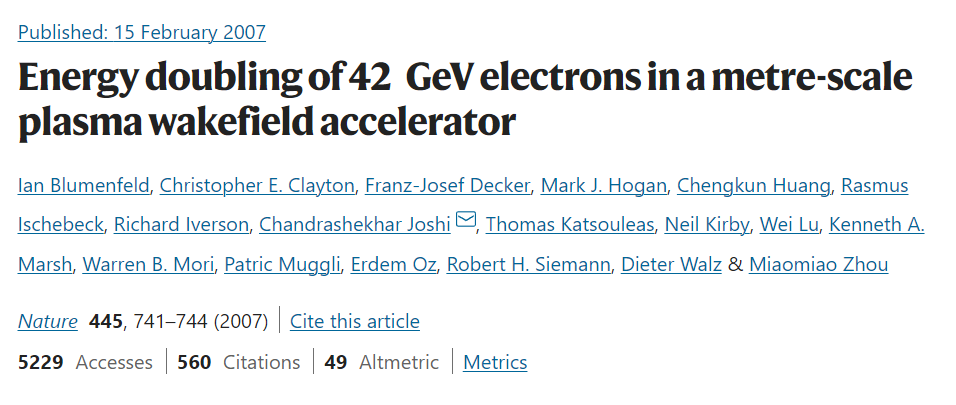 Published: 15 February 2007
Energy doubling of 42 GeV electrons in a metre-scale
plasma wakefield accelerator
Ian Blumenfeld, Christopher E. Clayton, Franz-Josef Decker, Mark J. Hogan, Chengkun Huang, Rasmus
Ischebeck, Richard Iverson, Chandrashekhar Joshi, Thomas Katsouleas, Neil Kirby, Wei Lu, Kenneth A.
Marsh, Warren B. Mori, Patric Muggli, Erdem Oz, Robert H. Siemann, Dieter Walz & Miaomiao Zhou
Nature 445, 741–744 (2007) | Cite this article
5229 Accesses | 560 Citations | 49 Altmetric | Metrics